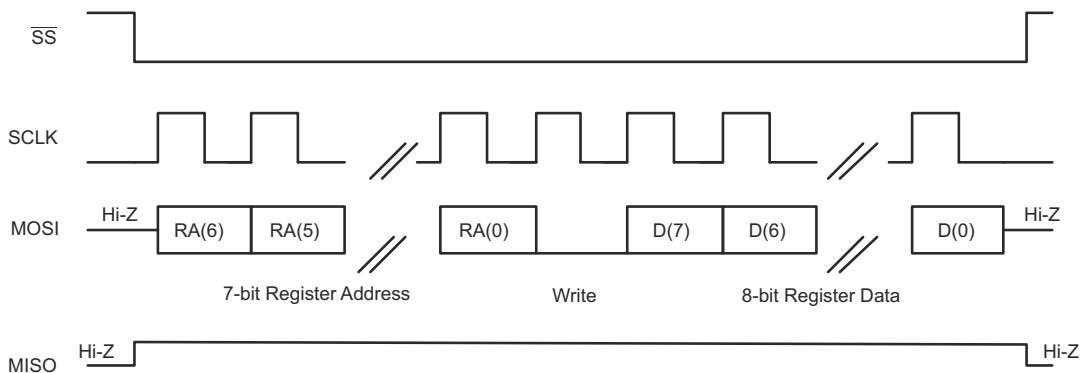 SS
SCLK
MOSI Hi-Z RA(6) RA(5) RA(0) D(7) D(6) D(0) Hi-Z
7-bit Register Address Write 8-bit Register Data
MISO Hi-Z Hi-Z